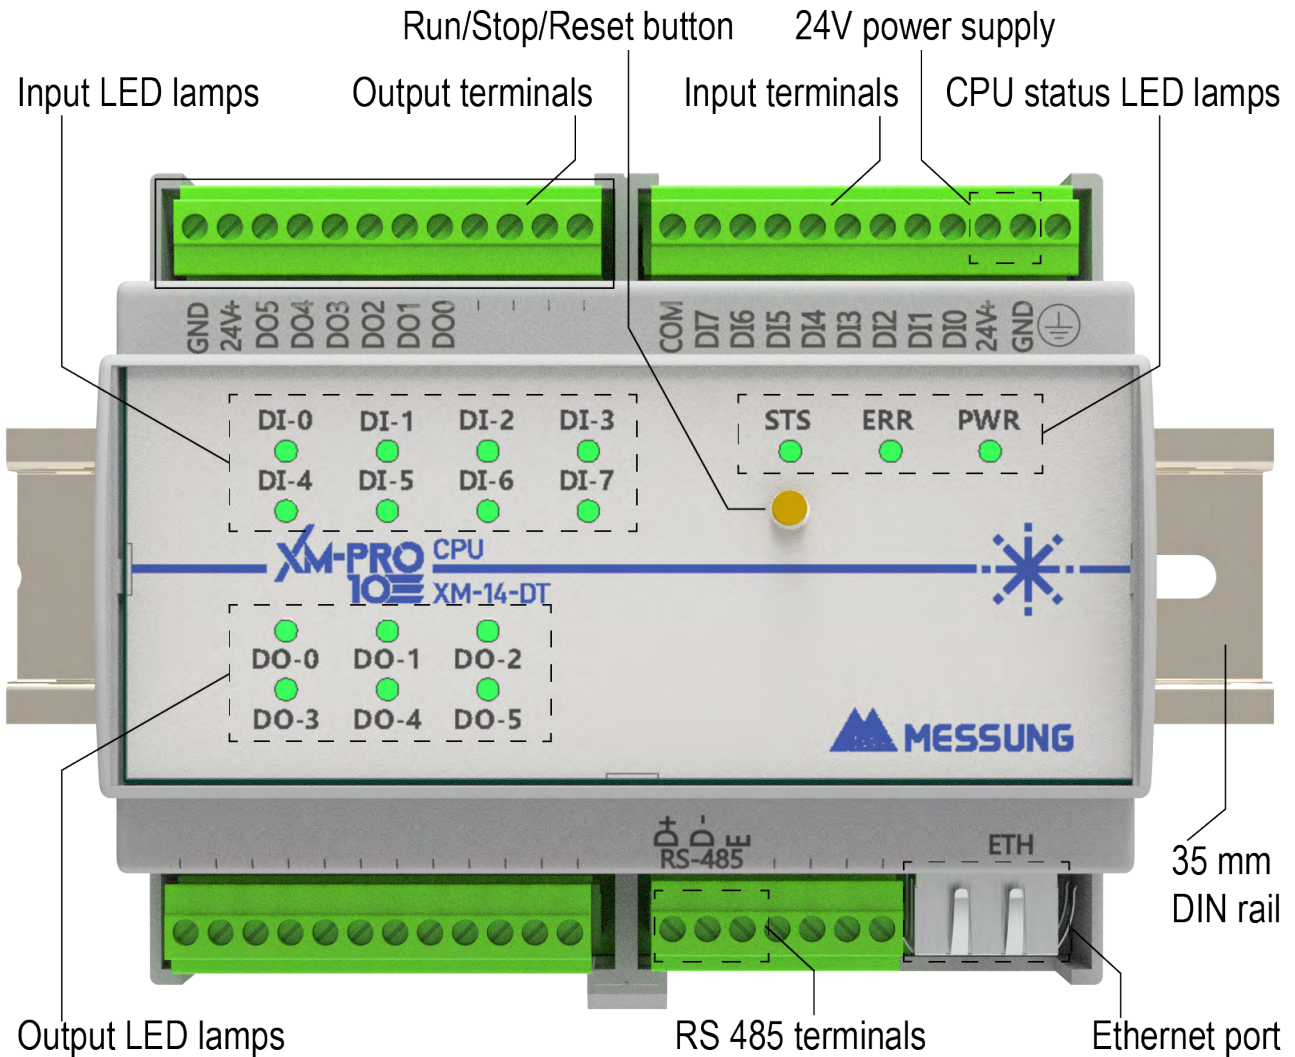 Run/Stop/Reset button
24V power supply
Input LED lamps
Output terminals
Input terminals
CPU status LED lamps
GND 24V+ DO5 DO4 DO3 DO2 DO1 DO0
COM DI7 DI6 DI5 DI4 DI3 DI2 DI1 DI0 24V+ GND
DI-0 DI-1 DI-2 DI-3
STS ERR PWR
DI-4 DI-5 DI-6 DI-7
XM-PRO CPU
10 XM-14-DT
DO-0 DO-1 DO-2
DO-3 DO-4 DO-5
MESSUNG
D+ D- E
RS-485
ETH
35 mm
DIN rail
Output LED lamps
RS 485 terminals
Ethernet port